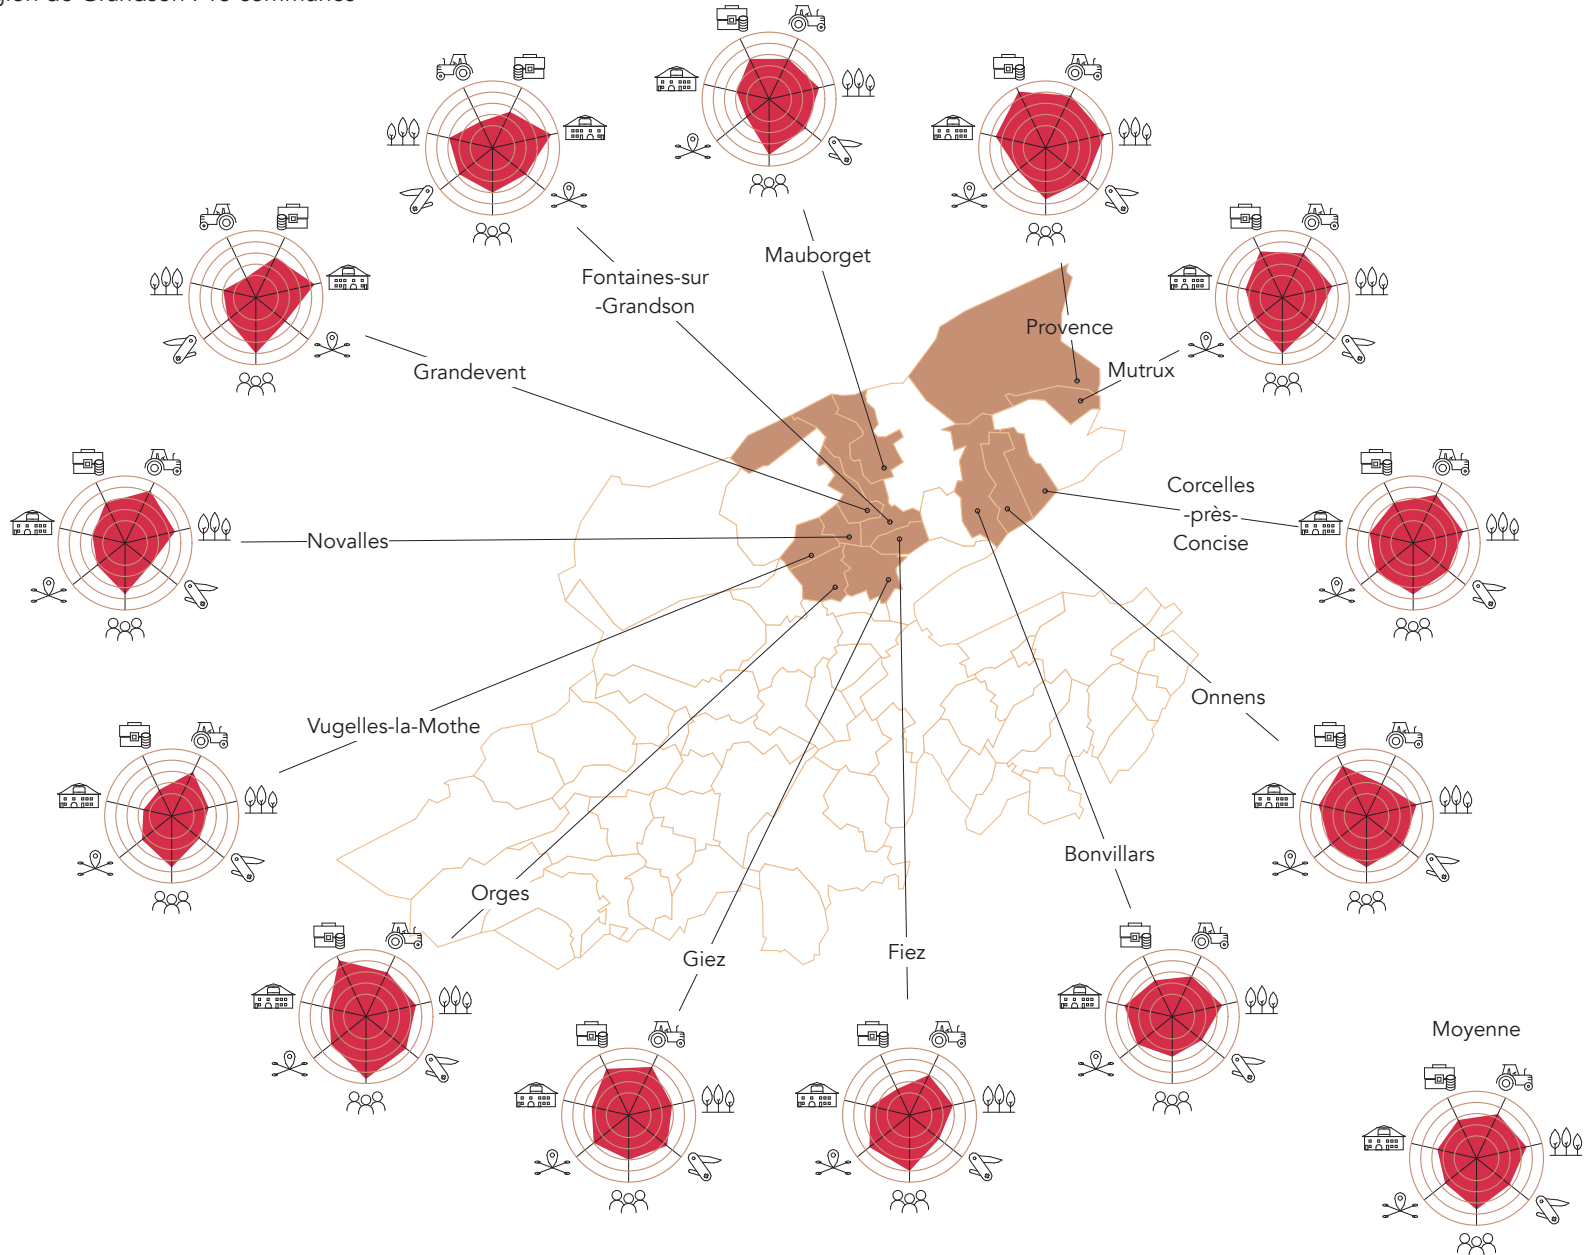 Mauborget
Fontaines-sur
-Grandson
Provence
Mutrux
Grandevent
Corcelles
-près-
Concise
Novalles
Onnens
Vugelles-la-Mothe
Bonvillars
Orges
Giez
Fiez
Moyenne